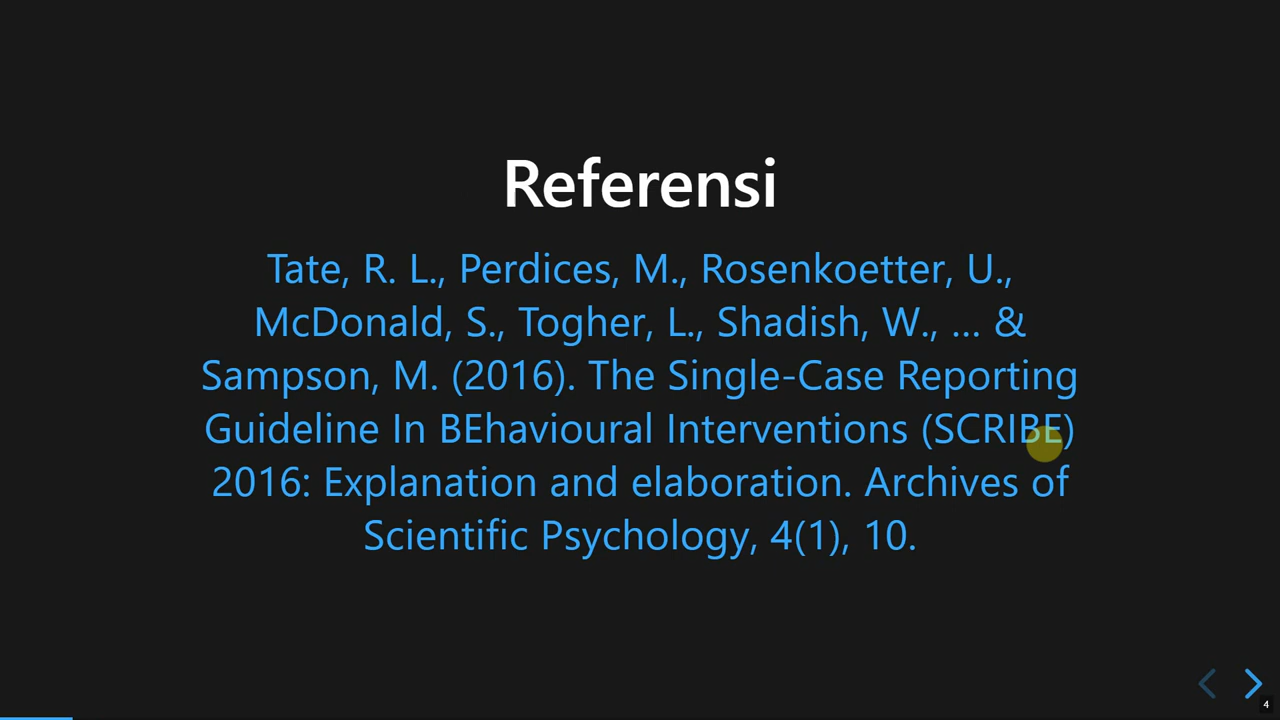 Referensi
Tate, R. L., Perdices, M., Rosenkoetter, U.,
McDonald, S., Togher, L., Shadish, W., … &
Sampson, M. (2016). The Single-Case Reporting
Guideline In BEhavioural Interventions (SCRIBE)
2016: Explanation and elaboration. Archives of
Scientific Psychology, 4(1), 10.
4